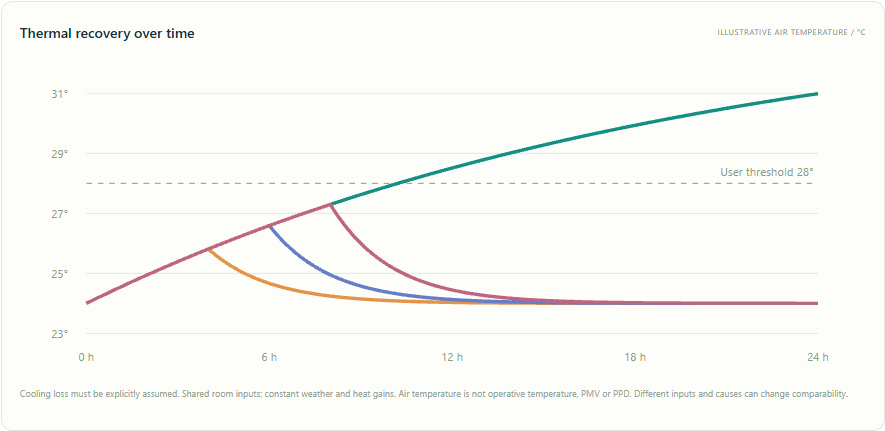 Thermal recovery over time
ILLUSTRATIVE AIR TEMPERATURE / °C
31°
29°
User threshold 28°
27°
25°
23°
0 h
6 h
12 h
18 h
24 h
Cooling loss must be explicitly assumed. Shared room inputs; constant weather and heat gains. Air temperature is not operative temperature, PMV or PPD. Different inputs and causes can change comparability.